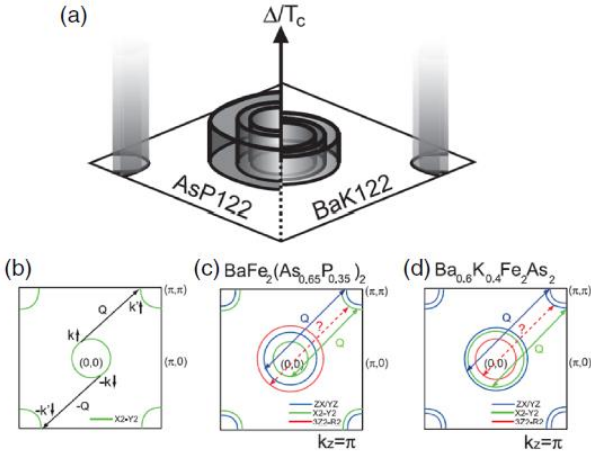 (a)
Δ/Tc
AsP122
BaK122
(b)
(c) BaFe2(As0.65P0.35)2
(d) Ba0.6K0.4Fe2As2
(π,π)
(π,π)
(π,π)
Q
k'↑
k↑
(0,0)
(π,0)
-k↓
-Q
-k'↓
X2-Y2
Q
?
Q
(0,0)
(π,0)
ZX/YZ
X2-Y2
3Z2-R2
kz=π
Q
?
Q
(0,0)
(π,0)
ZX/YZ
X2-Y2
3Z2-R2
kz=π